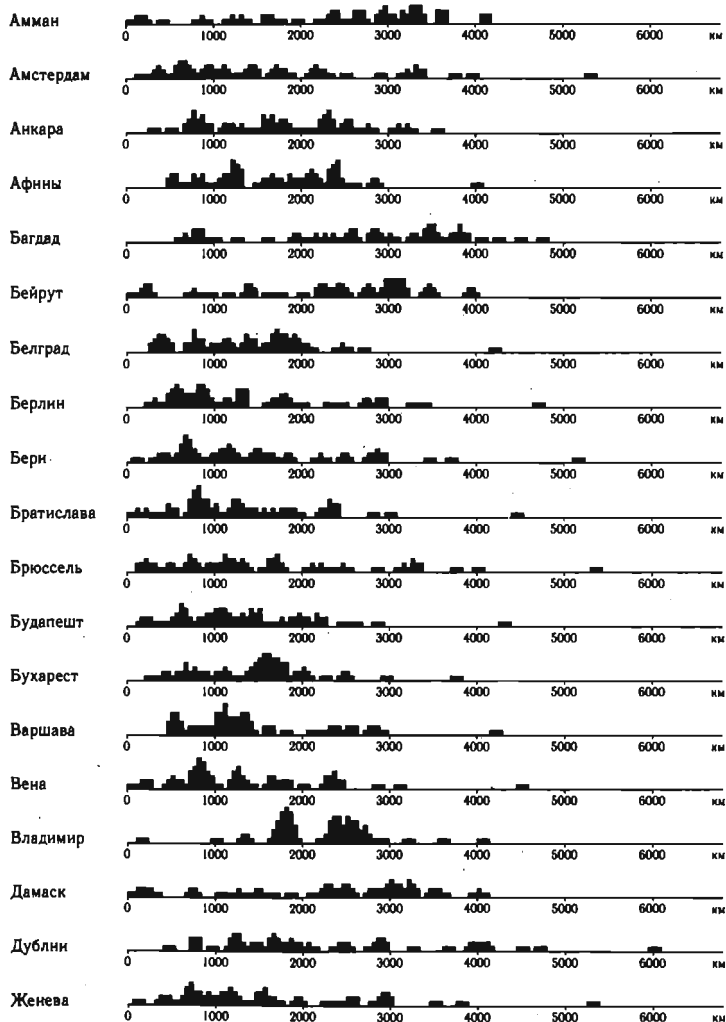 Амман
0 1000 2000 3000 4000 5000 6000 км
Амстердам
0 1000 2000 3000 4000 5000 6000 км
Анкара
0 1000 2000 3000 4000 5000 6000 км
Афины
0 1000 2000 3000 4000 5000 6000 км
Багдад
0 1000 2000 3000 4000 5000 6000 км
Бейрут
0 1000 2000 3000 4000 5000 6000 км
Белград
0 1000 2000 3000 4000 5000 6000 км
Берлин
0 1000 2000 3000 4000 5000 6000 км
Бери
0 1000 2000 3000 4000 5000 6000 км
Братислава
0 1000 2000 3000 4000 5000 6000 км
Брюссель
0 1000 2000 3000 4000 5000 6000 км
Будапешт
0 1000 2000 3000 4000 5000 6000 км
Бухарест
0 1000 2000 3000 4000 5000 6000 км
Варшава
0 1000 2000 3000 4000 5000 6000 км
Вена
0 1000 2000 3000 4000 5000 6000 км
Владимир
0 1000 2000 3000 4000 5000 6000 км
Дамаск
0 1000 2000 3000 4000 5000 6000 км
Дублин
0 1000 2000 3000 4000 5000 6000 км
Женева
0 1000 2000 3000 4000 5000 6000 км